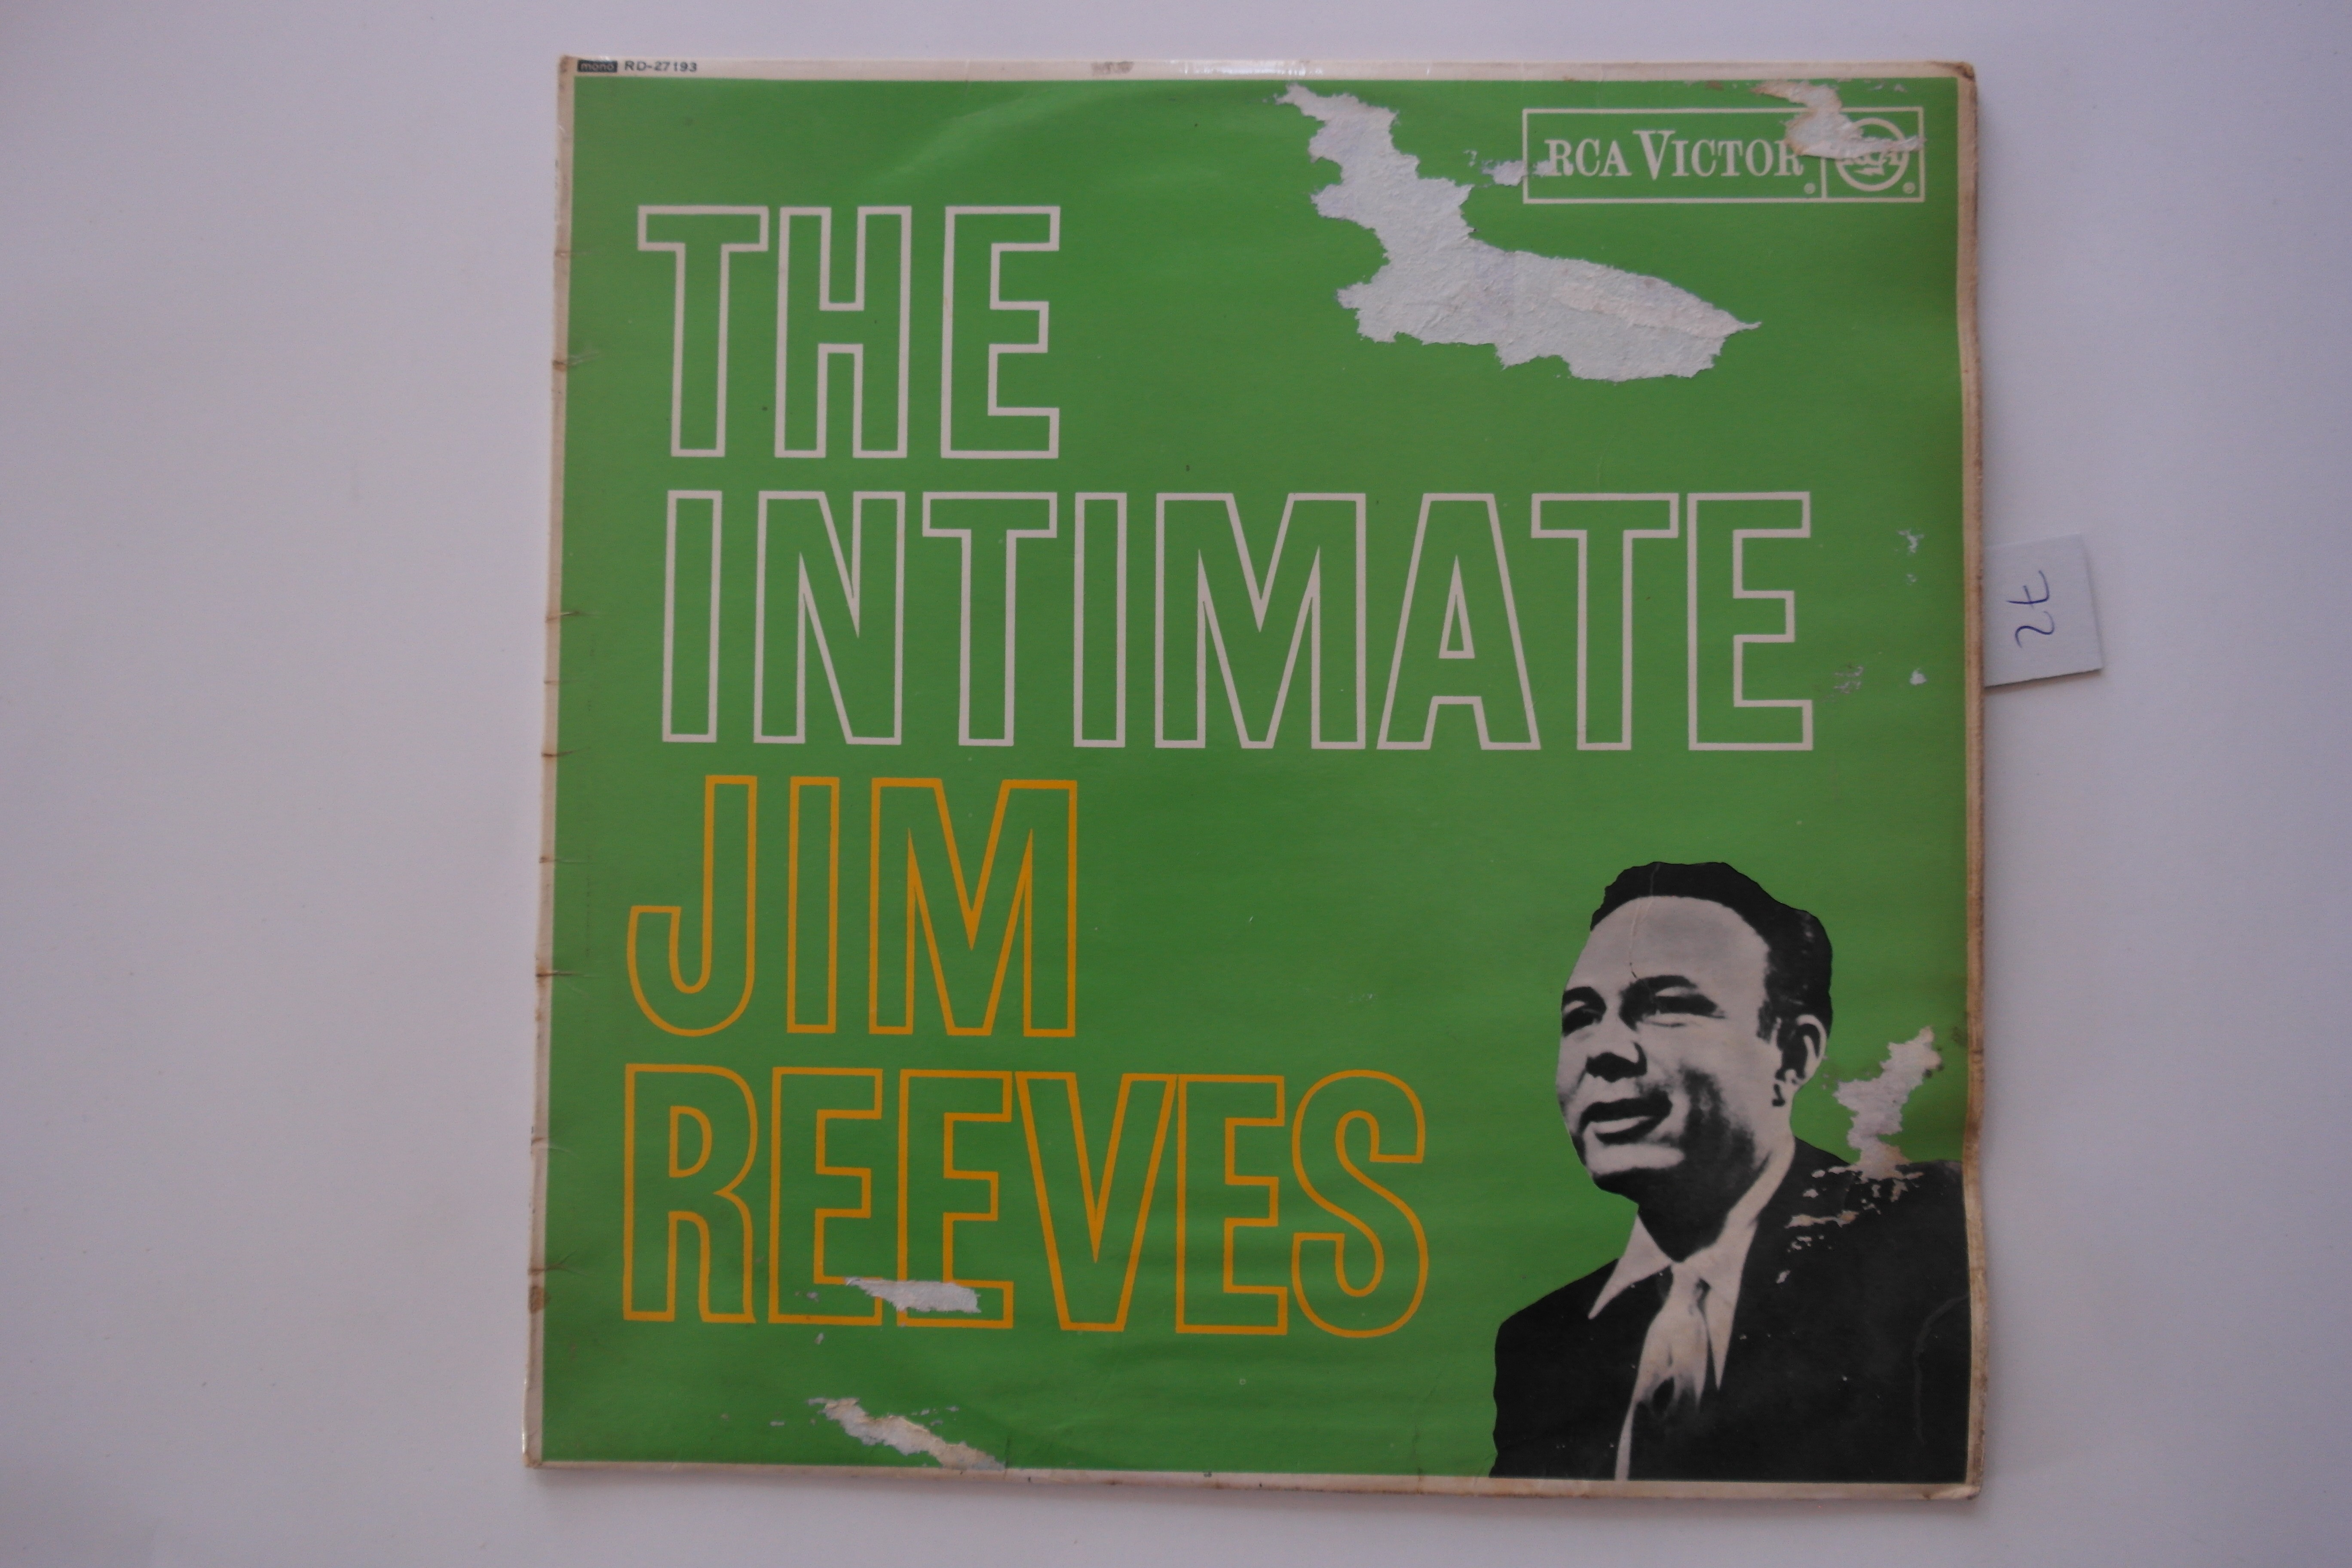 mono RD-27193
RCA VICTOR
THE
INTIMATE
JIM
REEVES